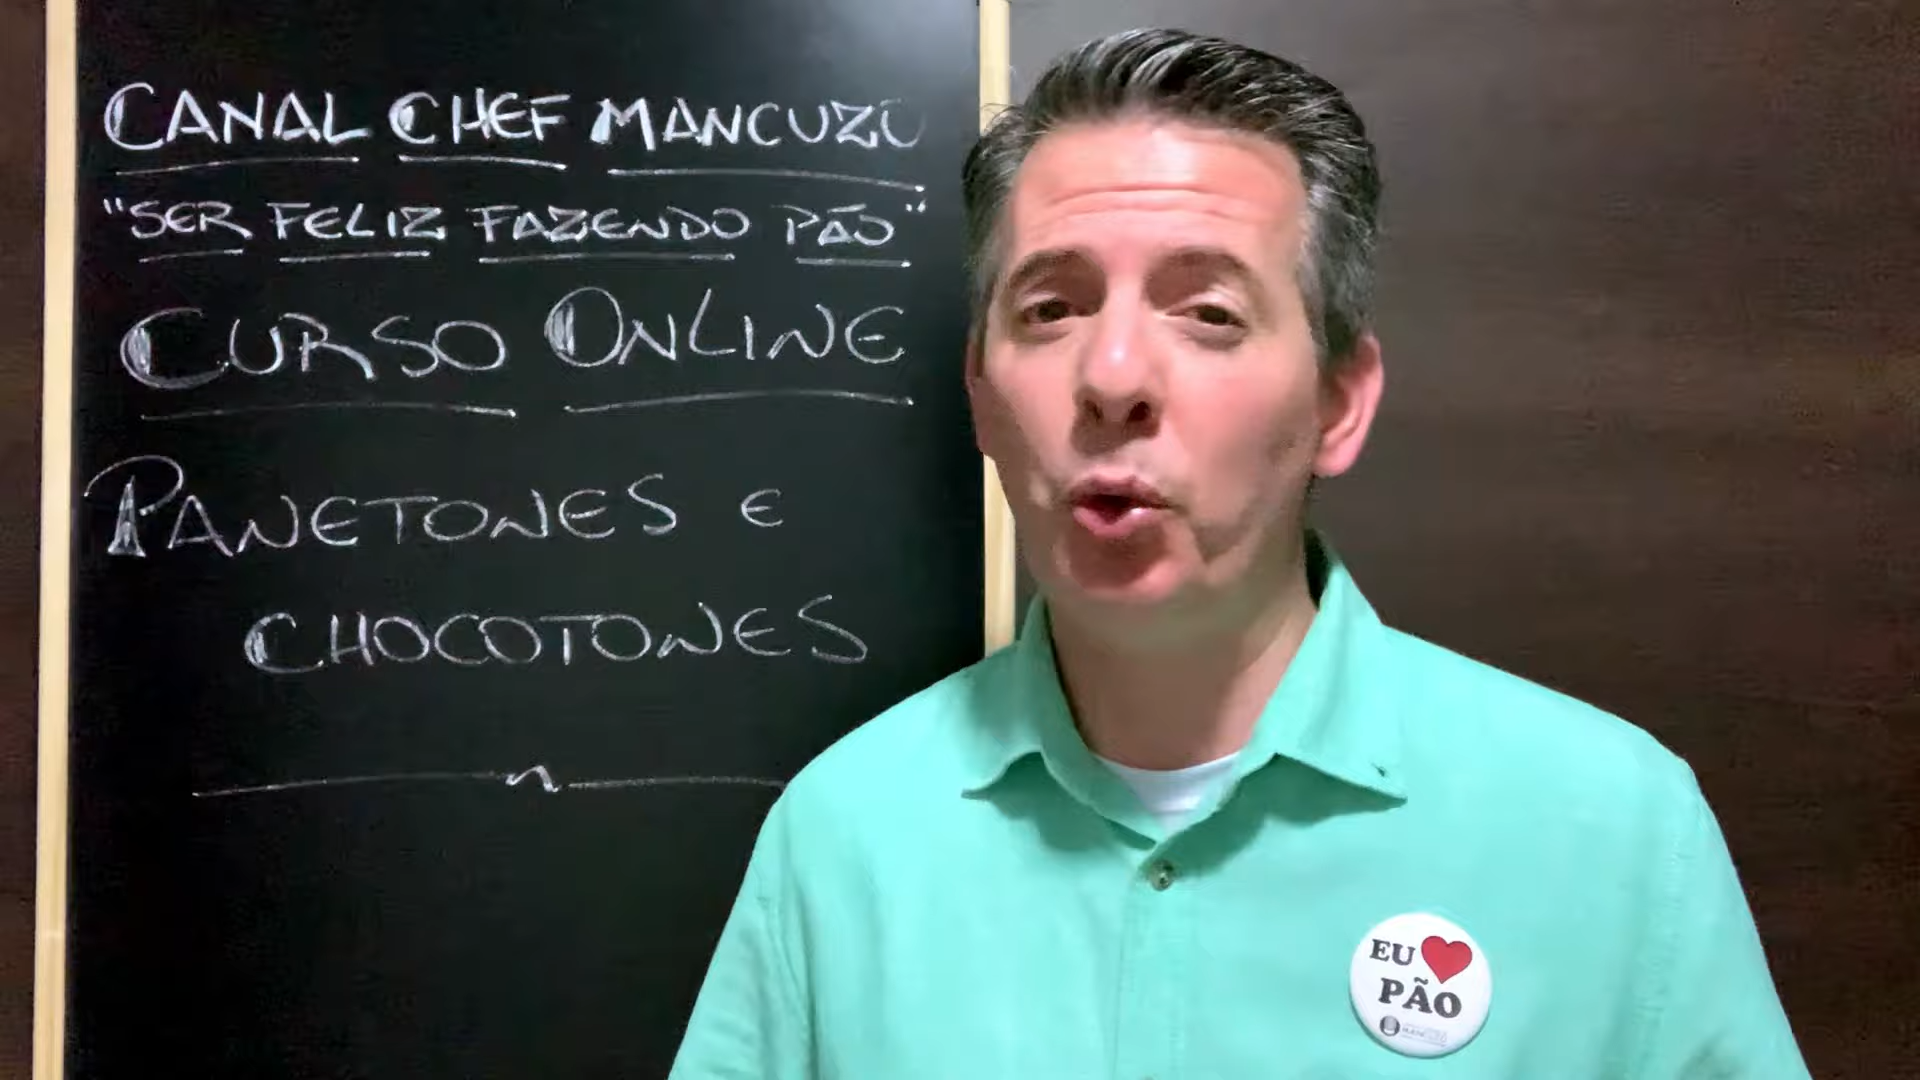 CANAL CHEF MANCUZO
"SER FELIZ FAZENDO PÃO"
CURSO ONLINE
PANETONES E
CHOCOTONES
EU ❤
PÃO